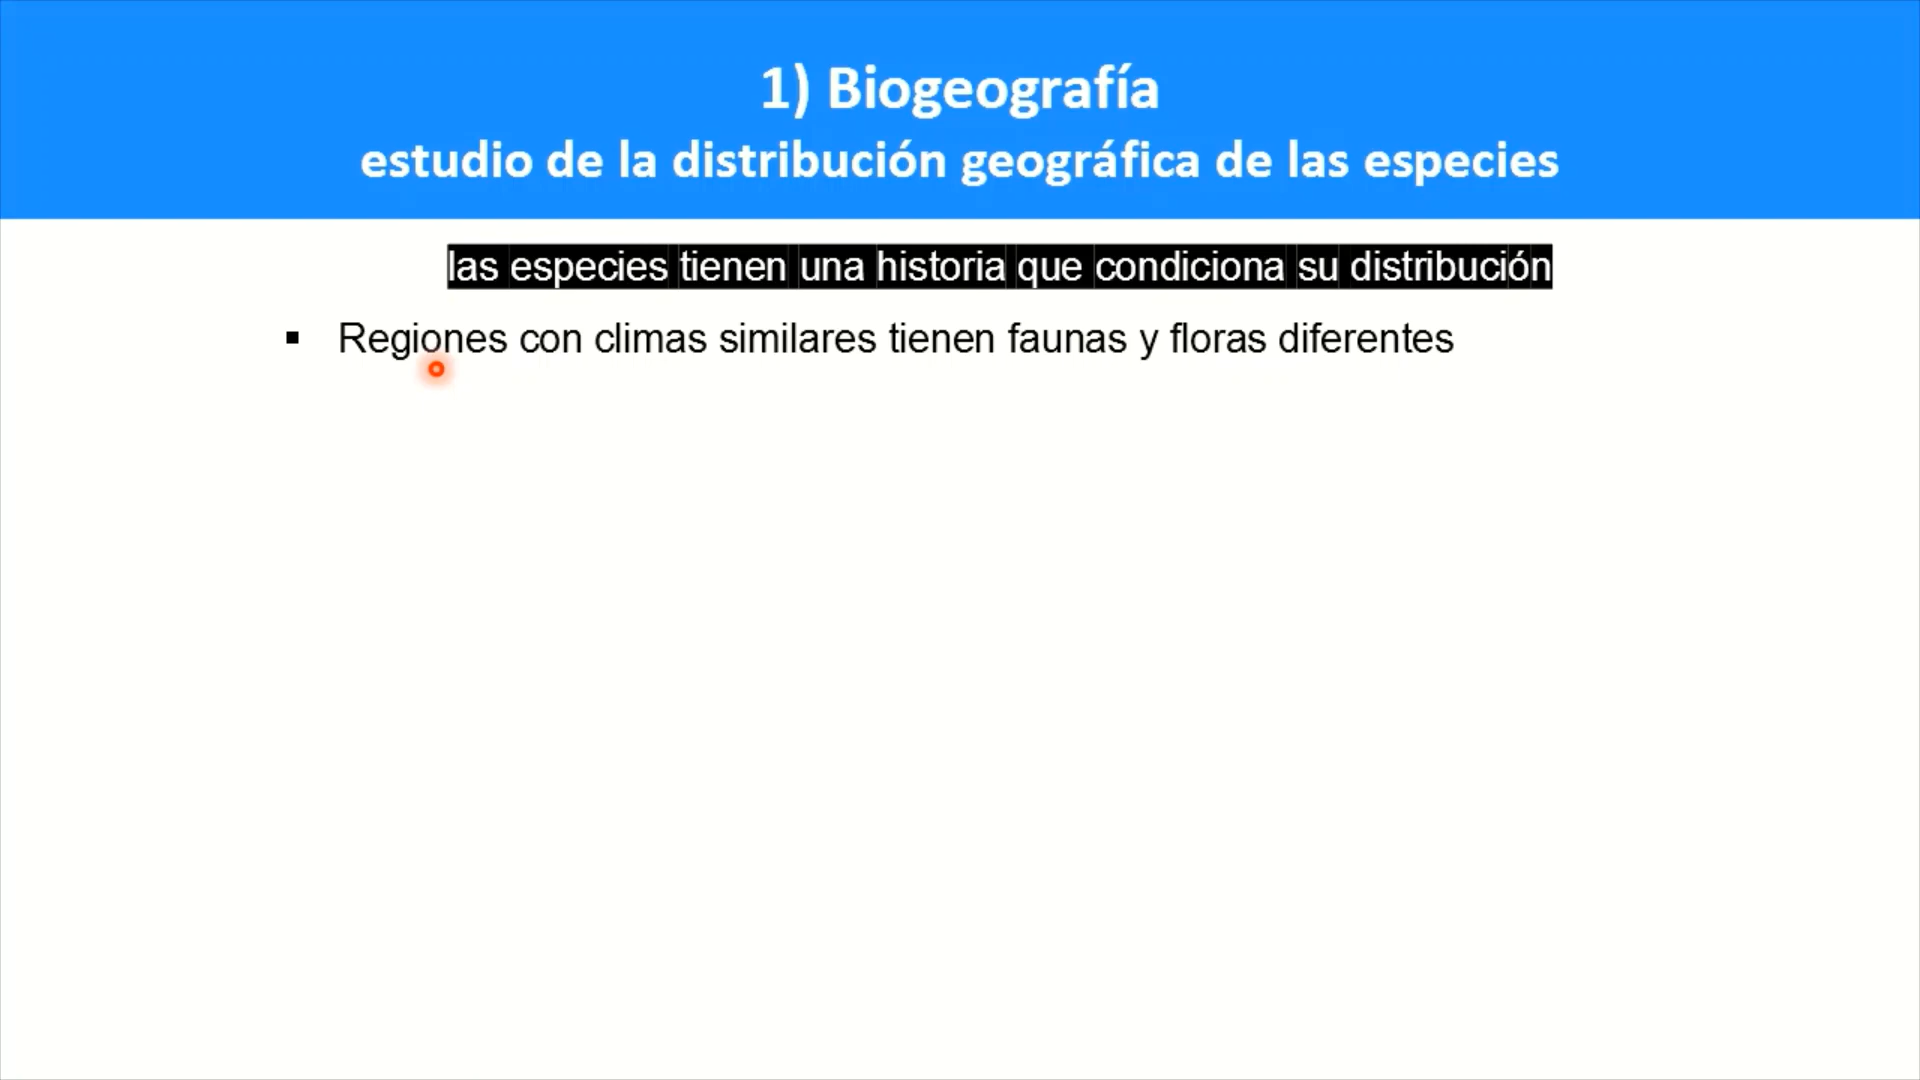 1) Biogeografía
estudio de la distribución geográfica de las especies
las especies tienen una historia que condiciona su distribución
▪ Regiones con climas similares tienen faunas y floras diferentes